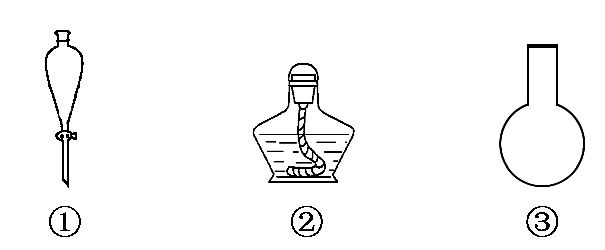 ① ② ③